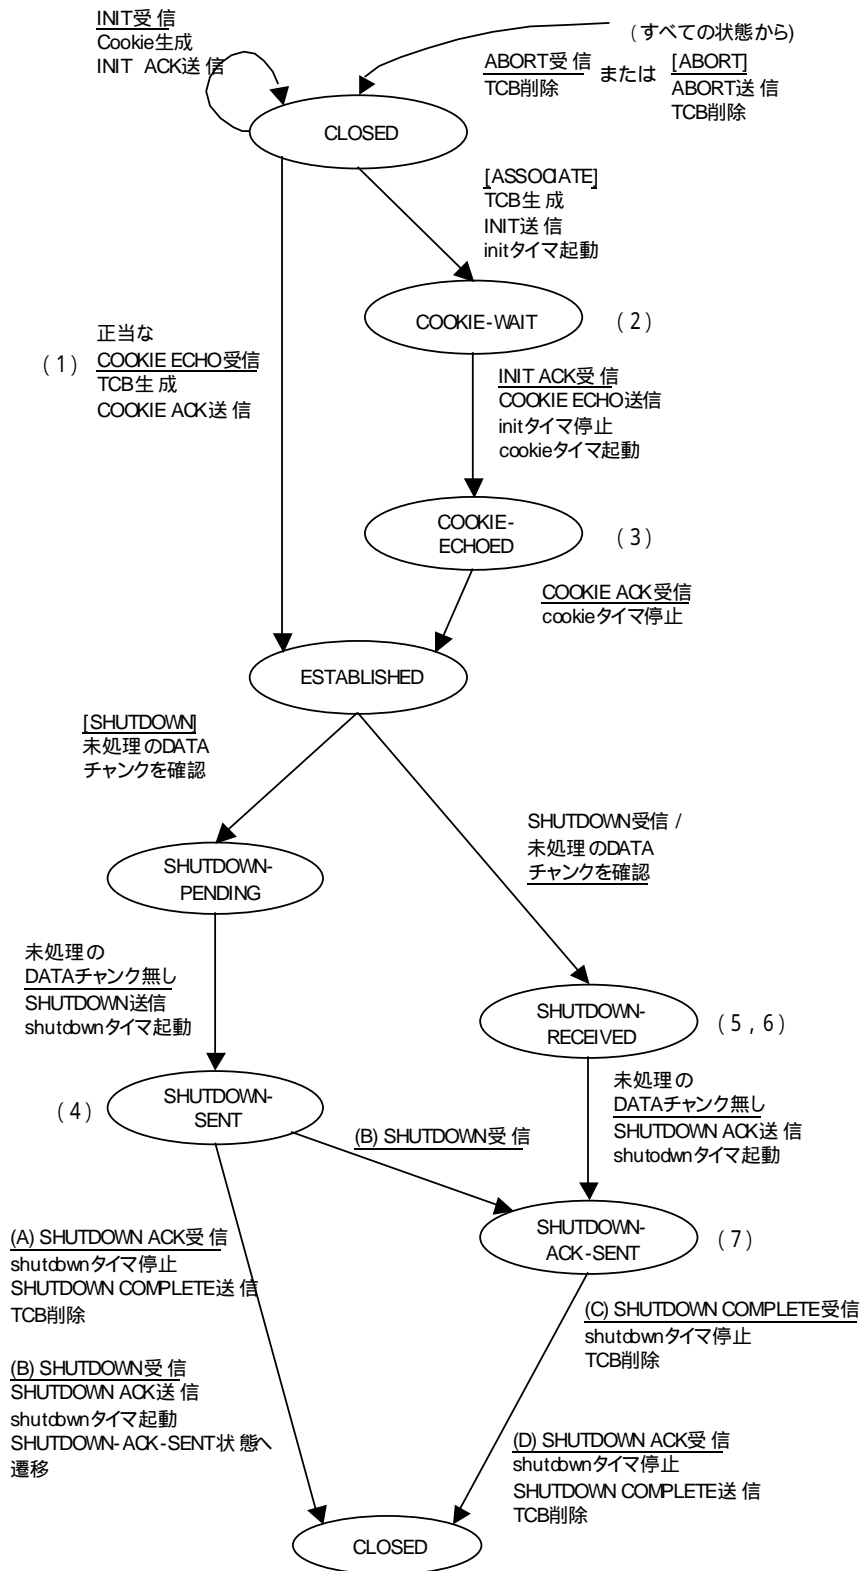 INIT受信
Cookie生成
INIT ACK送信
(すべての状態から)
ABORT受信
TCB削除
または
[ABORT]
ABORT送信
TCB削除
CLOSED
[ASSOCIATE]
TCB生成
INIT送信
initタイマ起動
COOKIE-WAIT
(2)
(1)
正当な
COOKIE ECHO受信
TCB生成
COOKIE ACK送信
INIT ACK受信
COOKIE ECHO送信
initタイマ停止
cookieタイマ起動
COOKIE-
ECHOED
(3)
COOKIE ACK受信
cookieタイマ停止
ESTABLISHED
[SHUTDOWN]
未処理のDATA
チャンクを確認
SHUTDOWN受信 /
未処理のDATA
チャンクを確認
SHUTDOWN-
PENDING
未処理の
DATAチャンク無し
SHUTDOWN送信
shutdownタイマ起動
SHUTDOWN-
RECEIVED
(5, 6)
(4)
SHUTDOWN-
SENT
未処理の
DATAチャンク無し
SHUTDOWN ACK送信
shutodwnタイマ起動
(B) SHUTDOWN受信
SHUTDOWN-
ACK-SENT
(7)
(A) SHUTDOWN ACK受信
shutdownタイマ停止
SHUTDOWN COMPLETE送信
TCB削除
(C) SHUTDOWN COMPLETE受信
shutdownタイマ停止
TCB削除
(B) SHUTDOWN受信
SHUTDOWN ACK送信
shutdownタイマ起動
SHUTDOWN-ACK-SENT状態へ
遷移
(D) SHUTDOWN ACK受信
shutdownタイマ停止
SHUTDOWN COMPLETE送信
TCB削除
CLOSED